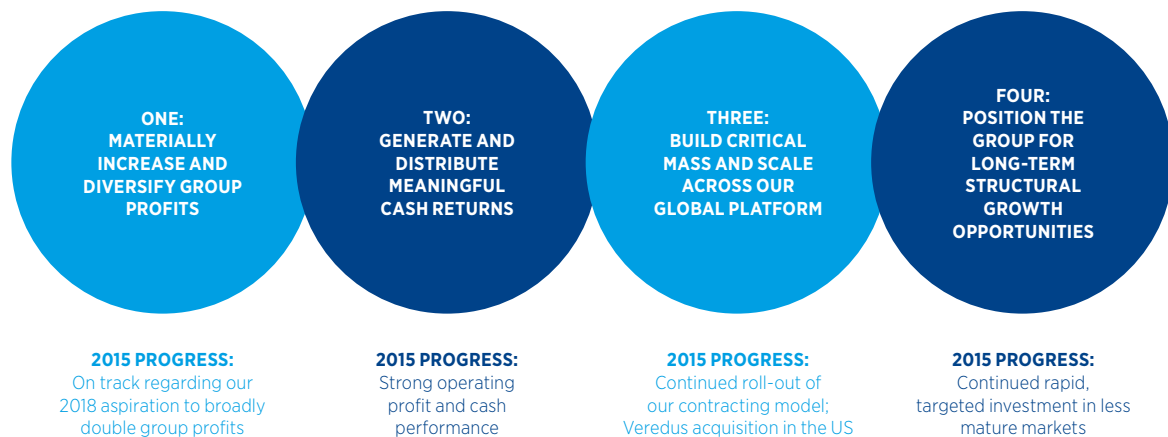 ONE:
MATERIALLY
INCREASE AND
DIVERSIFY GROUP
PROFITS
TWO:
GENERATE AND
DISTRIBUTE
MEANINGFUL
CASH RETURNS
THREE:
BUILD CRITICAL
MASS AND SCALE
ACROSS OUR
GLOBAL PLATFORM
FOUR:
POSITION THE
GROUP FOR
LONG-TERM
STRUCTURAL
GROWTH
OPPORTUNITIES
2015 PROGRESS:
On track regarding our
2018 aspiration to broadly
double group profits
2015 PROGRESS:
Strong operating
profit and cash
performance
2015 PROGRESS:
Continued roll-out of
our contracting model;
Veredus acquisition in the US
2015 PROGRESS:
Continued rapid,
targeted investment in less
mature markets